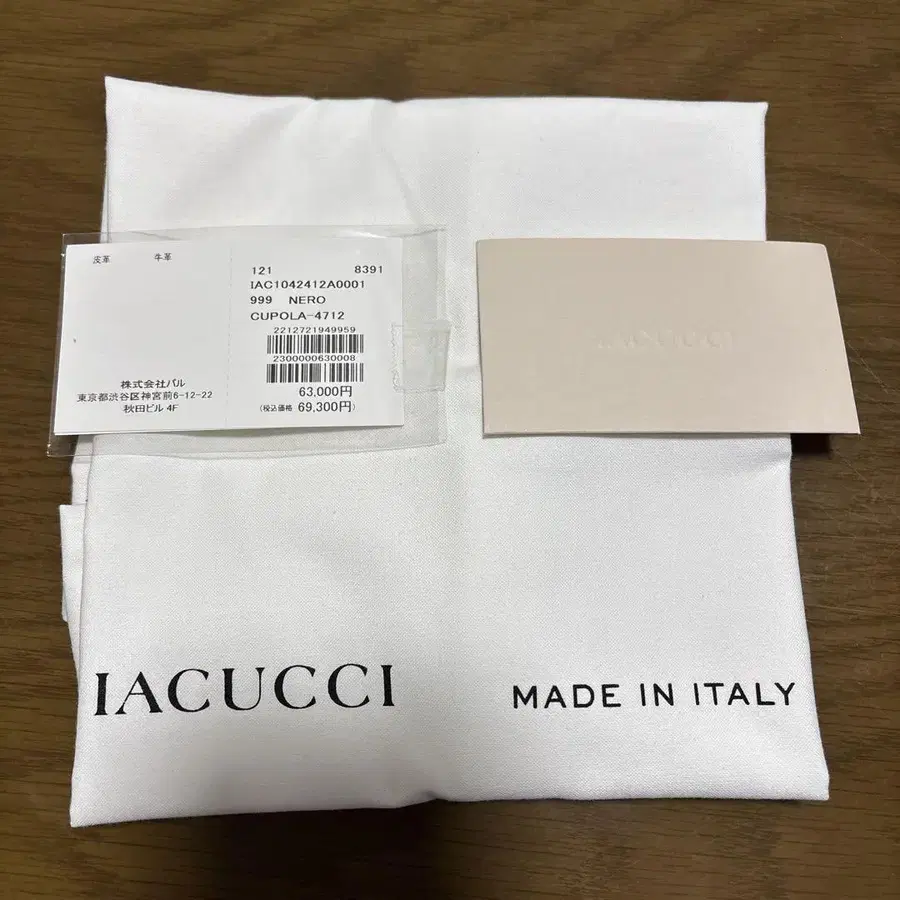 皮革 牛革
株式会社パル
東京都渋谷区神宮前6-12-22
秋田ビル 4F
121 8391
IAC1042412A0001
999 NERO
CUPOLA-4712
2212721949959
2300000630008
63,000円
(税込価格) 69,300円)
IACUCCI
IACUCCI
MADE IN ITALY